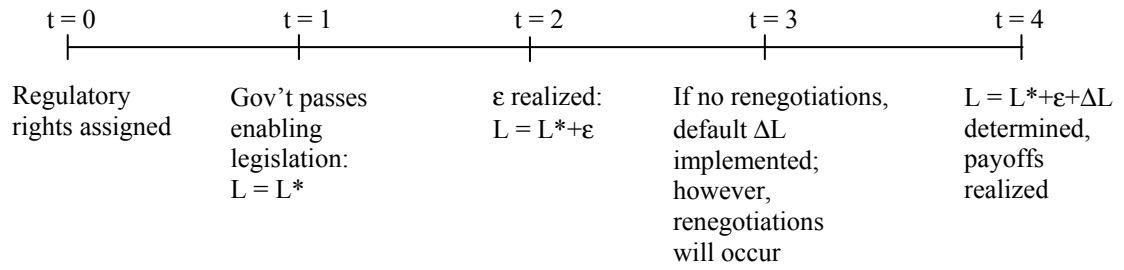 t = 0
t = 1
t = 2
t = 3
t = 4
Regulatory
rights assigned
Gov’t passes
enabling
legislation:
L = L*
ε realized:
L = L*+ε
If no renegotiations,
default ΔL
implemented;
however,
renegotiations
will occur
L = L*+ε+ΔL
determined,
payoffs
realized